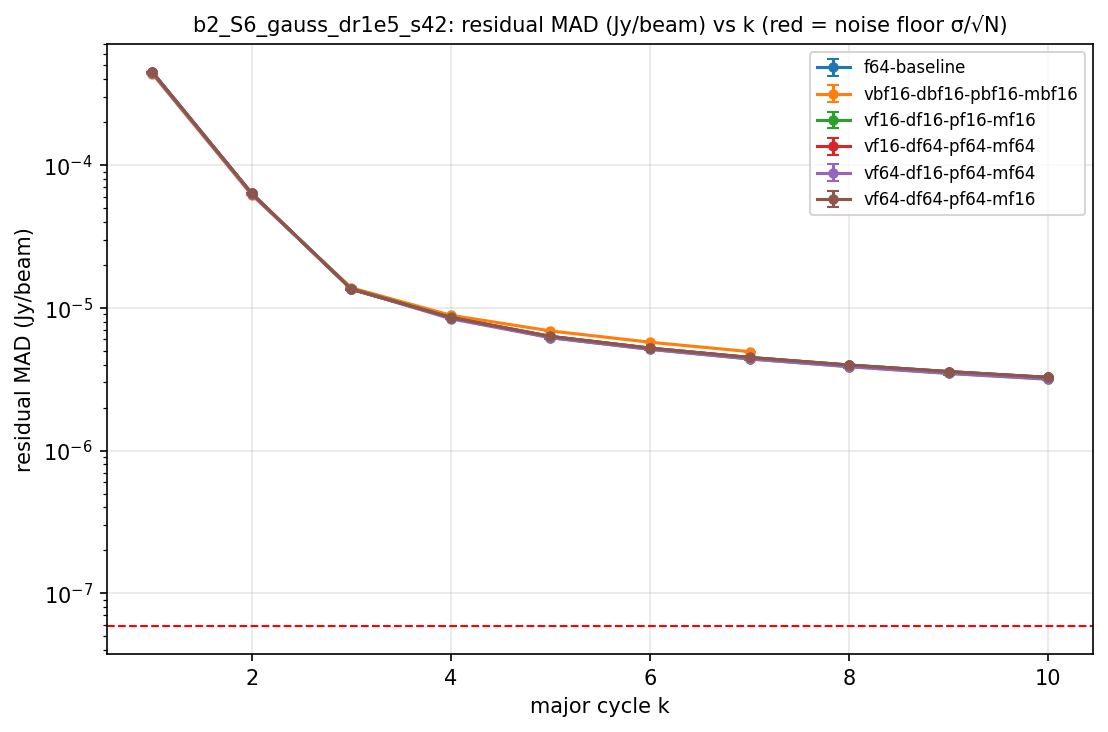 b2_S6_gauss_dr1e5_s42: residual MAD (Jy/beam) vs k (red = noise floor σ/√N)
f64-baseline
vbf16-dbf16-pbf16-mbf16
vf16-df16-pf16-mf16
vf16-df64-pf64-mf64
vf64-df16-pf64-mf64
vf64-df64-pf64-mf16
residual MAD (Jy/beam)
10⁻⁴
10⁻⁵
10⁻⁶
10⁻⁷
2 4 6 8 10
major cycle k